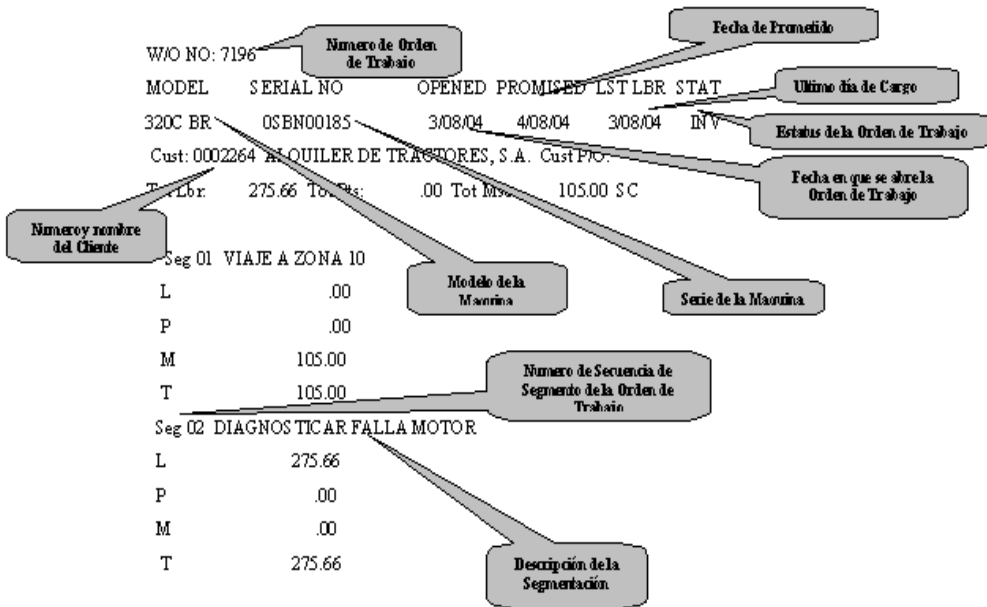 Fecha de Prometido
W/O NO: 7196
Numero de Orden
de Trabajo
MODEL SERIAL NO OPENED PROMISED LST LBR STAT
Ultimo día de Cargo
320C BR 0SBN00185 3/08/04 4/08/04 3/08/04 INV
Estatus de la Orden de Trabajo
Cust: 0002264 ALQUILER DE TRACTORES, S.A. Cust P/O:
Fecha en que se abre la
Orden de Trabajo
Lbr: 275.66 .00 Tot 105.00 SC
Numero y nombre
del Cliente
Seg 01 VIAJE A ZONA 10
Modelo de la
Maquina
Serie de la Maquina
L .00
P .00
M 105.00
T 105.00
Numero de Secuencia de
Segmento de la Orden de
Trabajo
Seg 02 DIAGNOSTICAR FALLA MOTOR
L 275.66
P .00
M .00
T 275.66
Descripción de la
Segmentación